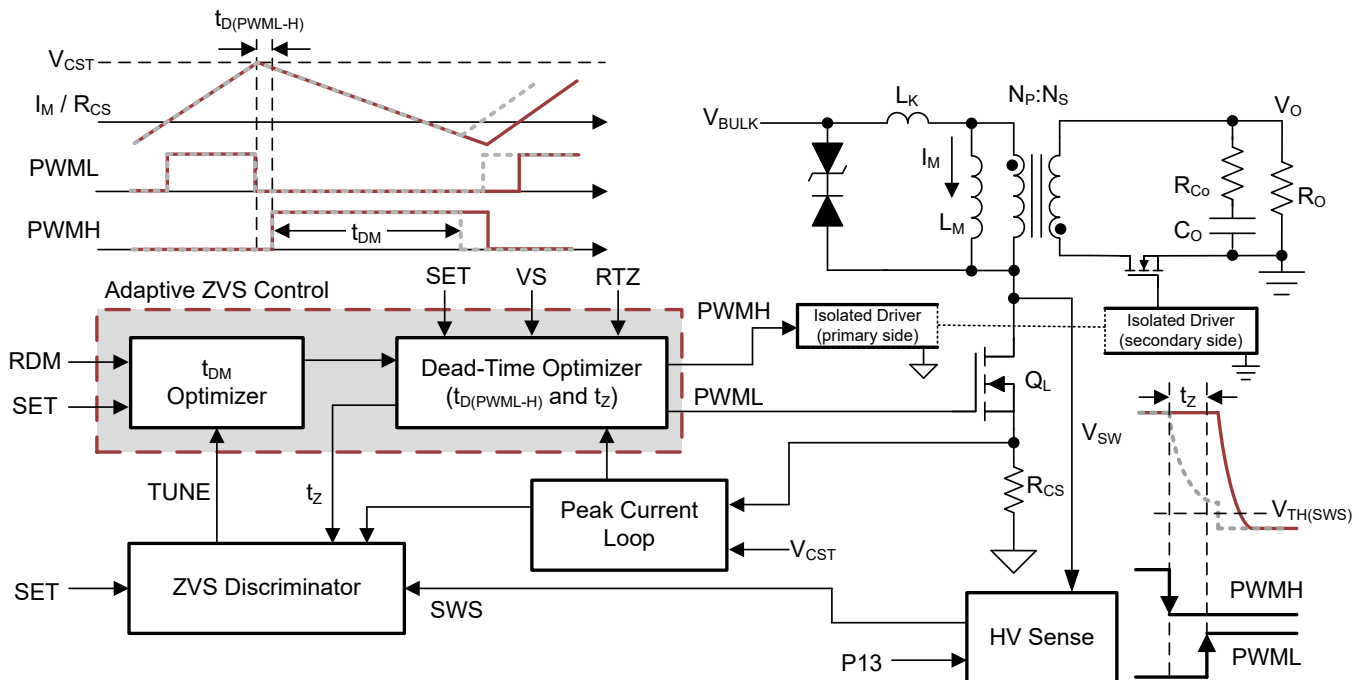 tD(PWML-H)
VCST
IM / RCS
PWML
PWMH
tDM
VBULK
LK
NP:NS
VO
IM
LM
RCo
CO
RO
Adaptive ZVS Control
SET
VS
RTZ
PWMH
Isolated Driver
(primary side)
Isolated Driver
(secondary side)
RDM
SET
tDM
Optimizer
Dead-Time Optimizer
(tD(PWML-H) and tZ)
PWML
QL
VSW
tZ
TUNE
tZ
Peak Current
Loop
RCS
VTH(SWS)
VCST
SET
ZVS Discriminator
SWS
HV Sense
P13
PWMH
PWML